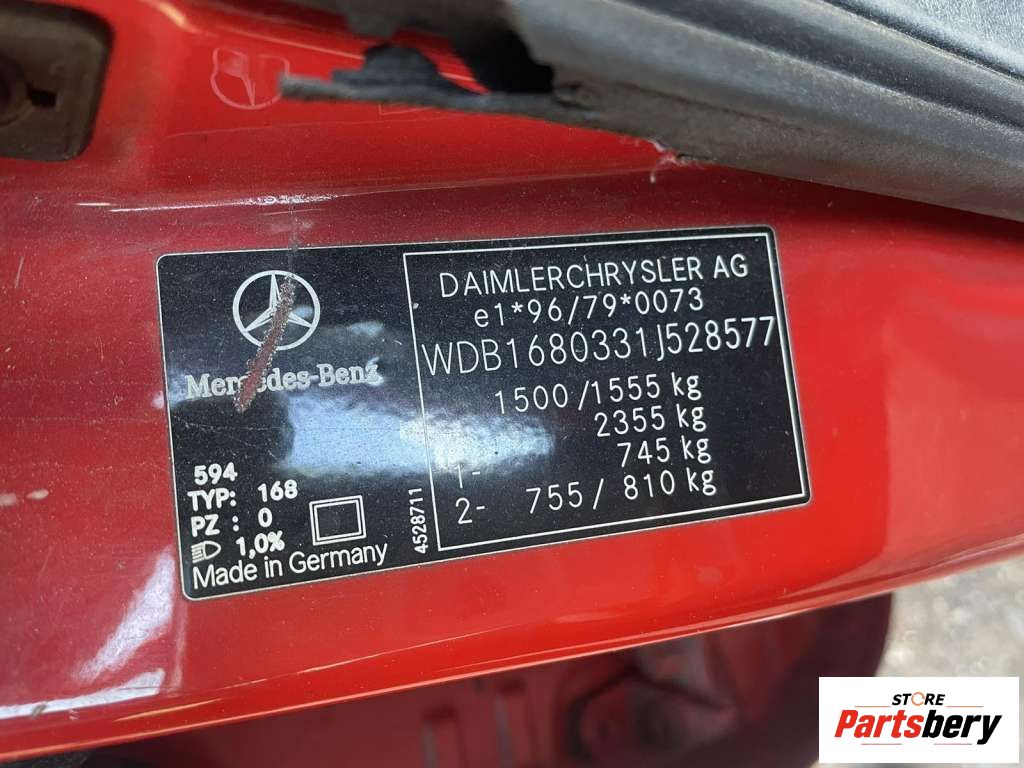 Mercedes-Benz
594
TYP: 168
PZ : 0
1,0%
Made in Germany
4528711
DAIMLERCHRYSLER AG
e1*96/79*0073
WDB1680331J528577
1500/1555 kg
2355 kg
1- 745 kg
2- 755/ 810 kg
STORE
Partsbery